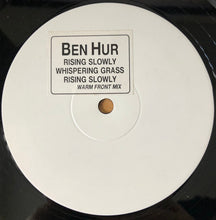 BEN HUR
RISING SLOWLY
WHISPERING GRASS
RISING SLOWLY
WARM FRONT MIX